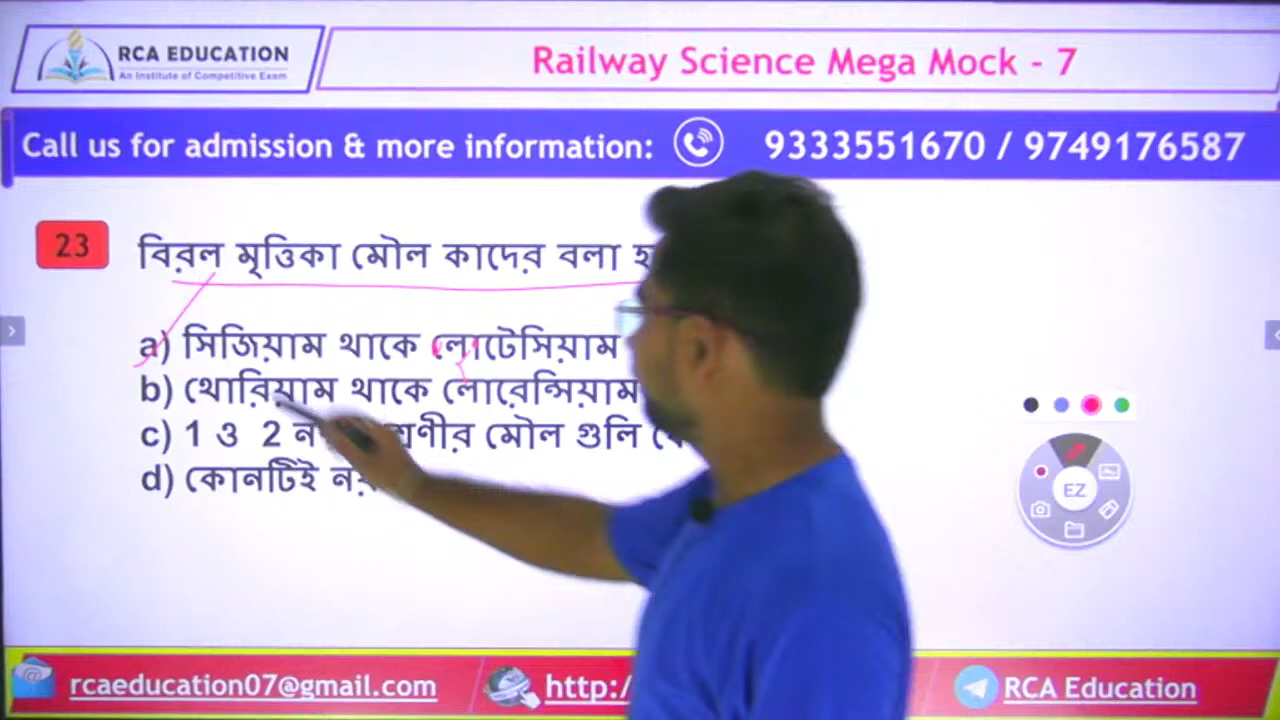 RCA EDUCATION
An Institute of Competitive Exam
Railway Science Mega Mock - 7
Call us for admission & more information: 9333551670 / 9749176587
23 বিরল মৃত্তিকা মৌল কাদের বলা
a) সিজিয়াম থাকে লোটেসিয়াম
b) থোরিয়াম থাকে লোরেন্সিয়াম
c) 1 ও 2 মৌল গুলি
d) কোনটিই
EZ
rcaeducation07@gmail.com
http:/
RCA Education